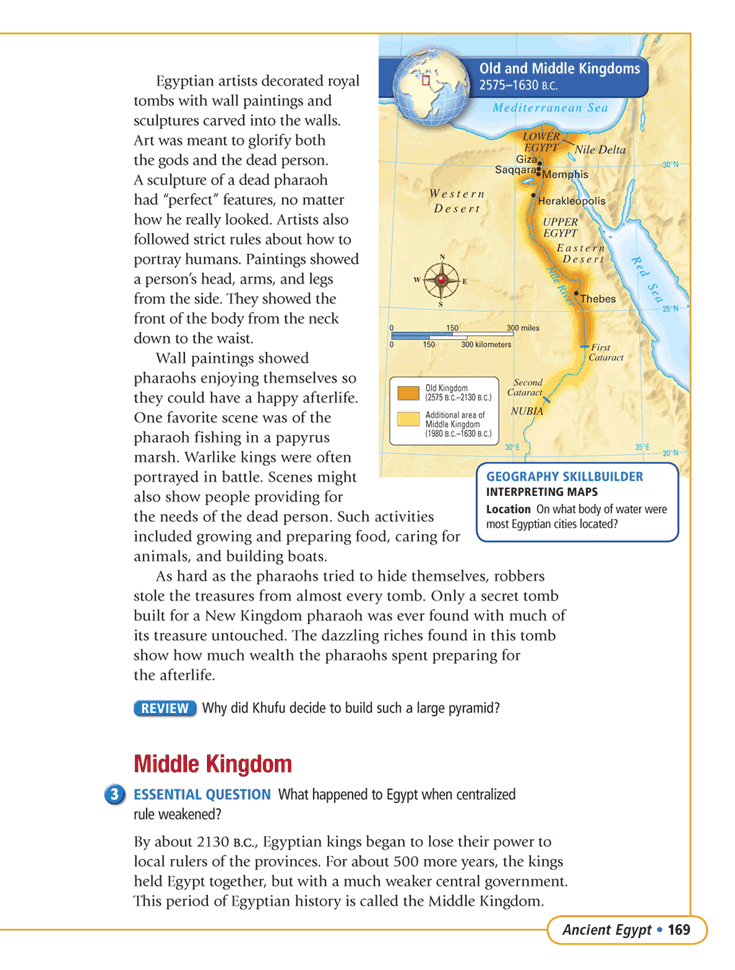 Egyptian artists decorated royal
tombs with wall paintings and
sculptures carved into the walls.
Art was meant to glorify both
the gods and the dead person.
A sculpture of a dead pharaoh
had “perfect” features, no matter
how he really looked. Artists also
followed strict rules about how to
portray humans. Paintings showed
a person’s head, arms, and legs
from the side. They showed the
front of the body from the neck
down to the waist.
Wall paintings showed
pharaohs enjoying themselves so
they could have a happy afterlife.
One favorite scene was of the
pharaoh fishing in a papyrus
marsh. Warlike kings were often
portrayed in battle. Scenes might
also show people providing for
the needs of the dead person. Such activities
included growing and preparing food, caring for
animals, and building boats.
As hard as the pharaohs tried to hide themselves, robbers
stole the treasures from almost every tomb. Only a secret tomb
built for a New Kingdom pharaoh was ever found with much of
its treasure untouched. The dazzling riches found in this tomb
show how much wealth the pharaohs spent preparing for
the afterlife.
Old and Middle Kingdoms
2575–1630 B.C.
Mediterranean Sea
LOWER
EGYPT
Nile Delta
Giza
30°N
Saqqara
Memphis
Western
Desert
Herakleopolis
UPPER
EGYPT
Eastern
Desert
Red Sea
N
W
E
S
Nile River
Thebes
25°N
0 150 300 miles
0 150 300 kilometers
First
Cataract
Second
Cataract
Old Kingdom
(2575 B.C.–2130 B.C.)
Additional area of
Middle Kingdom
(1980 B.C.–1630 B.C.)
NUBIA
30°E
35°E
20°N
GEOGRAPHY SKILLBUILDER
INTERPRETING MAPS
Location On what body of water were
most Egyptian cities located?
REVIEW Why did Khufu decide to build such a large pyramid?
Middle Kingdom
3 ESSENTIAL QUESTION What happened to Egypt when centralized
rule weakened?
By about 2130 B.C., Egyptian kings began to lose their power to
local rulers of the provinces. For about 500 more years, the kings
held Egypt together, but with a much weaker central government.
This period of Egyptian history is called the Middle Kingdom.
Ancient Egypt • 169